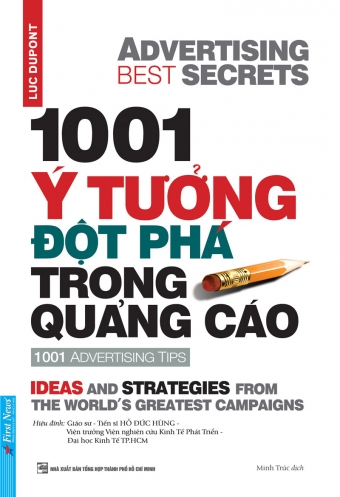 LUC DUPONT
ADVERTISING
BEST SECRETS
1001
Ý TƯỞNG
ĐỘT PHÁ
TRONG
QUẢNG CÁO
1001 ADVERTISING TIPS
IDEAS AND STRATEGIES FROM
THE WORLD'S GREATEST CAMPAIGNS
Hiệu đính: Giáo sư - Tiến sĩ HỒ ĐỨC HÙNG -
Viện trưởng Viện nghiên cứu Kinh Tế Phát Triển -
Đại học Kinh Tế TP.HCM
First News
NHÀ XUẤT BẢN TỔNG HỢP THÀNH PHỐ HỒ CHÍ MINH
Minh Trúc dịch